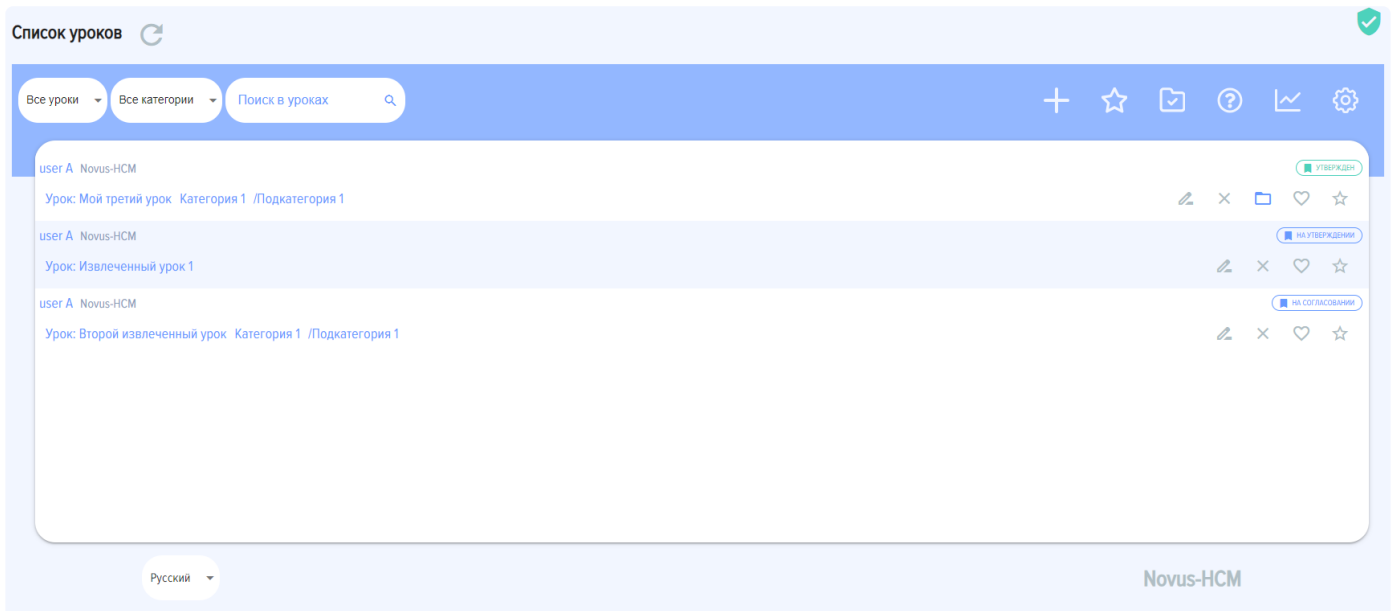 Список уроков
Все уроки Все категории Поиск в уроках
user A Novus-HCM УТВЕРЖДЕН
Урок: Мой третий урок Категория 1 /Подкатегория 1
user A Novus-HCM НА УТВЕРЖДЕНИИ
Урок: Извлеченный урок 1
user A Novus-HCM НА СОГЛАСОВАНИИ
Урок: Второй извлеченный урок Категория 1 /Подкатегория 1
Русский Novus-HCM